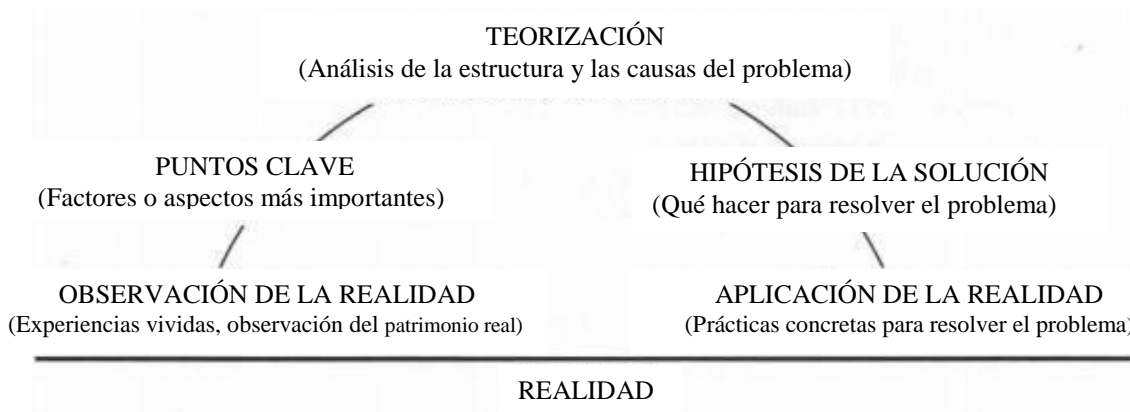 TEORIZACIÓN
(Análisis de la estructura y las causas del problema)
PUNTOS CLAVE
(Factores o aspectos más importantes)
HIPÓTESIS DE LA SOLUCIÓN
(Qué hacer para resolver el problema)
OBSERVACIÓN DE LA REALIDAD
(Experiencias vividas, observación del patrimonio real)
APLICACIÓN DE LA REALIDAD
(Prácticas concretas para resolver el problema)
REALIDAD